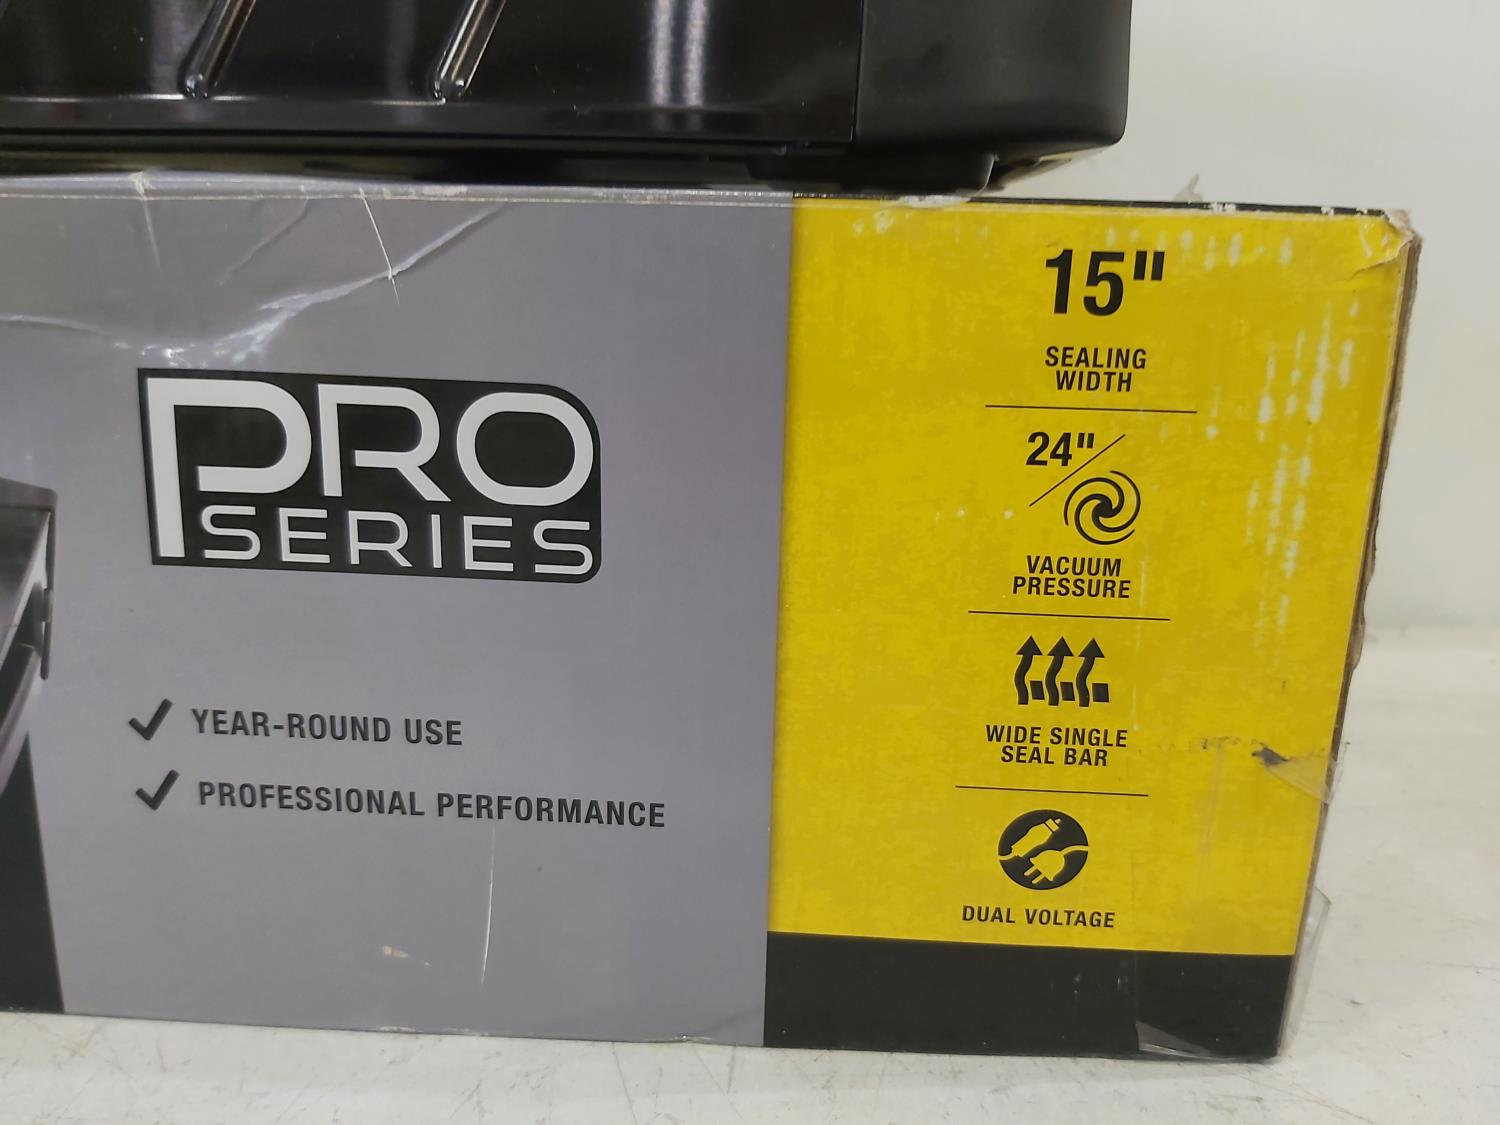 PRO
SERIES
YEAR-ROUND USE
PROFESSIONAL PERFORMANCE
15"
SEALING
WIDTH
24"
VACUUM
PRESSURE
WIDE SINGLE
SEAL BAR
DUAL VOLTAGE